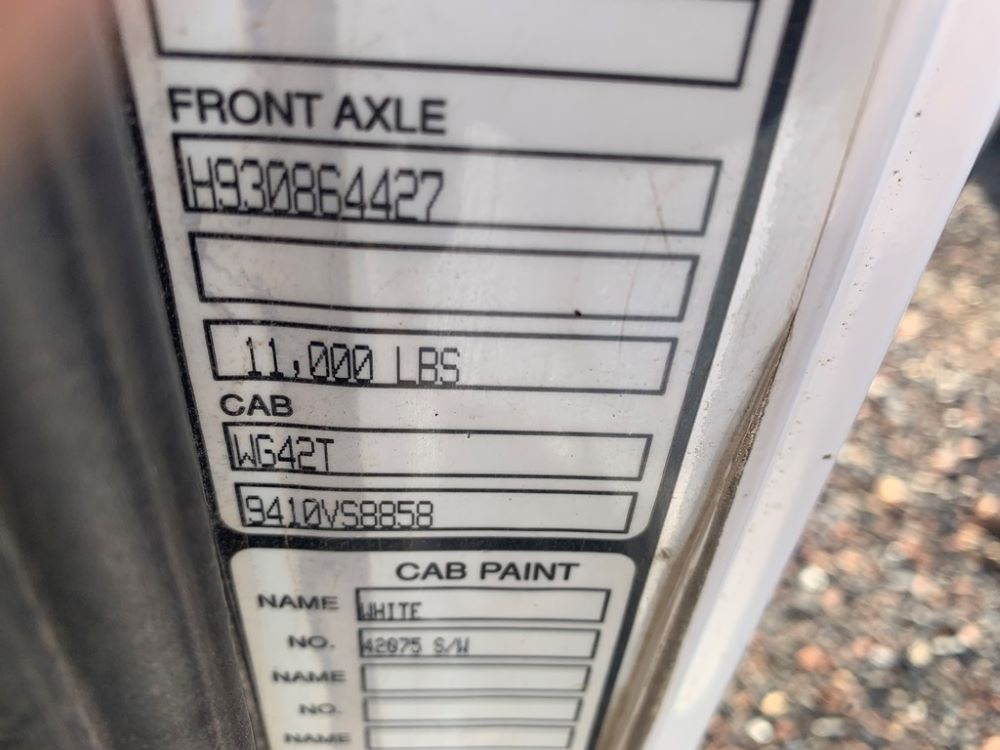 FRONT AXLE
H930864427
11,000 LBS
CAB
WG42T
9410VS8858
CAB PAINT
NAME WHITE
NO. 42075 S/W
NAME
NO.
NAME